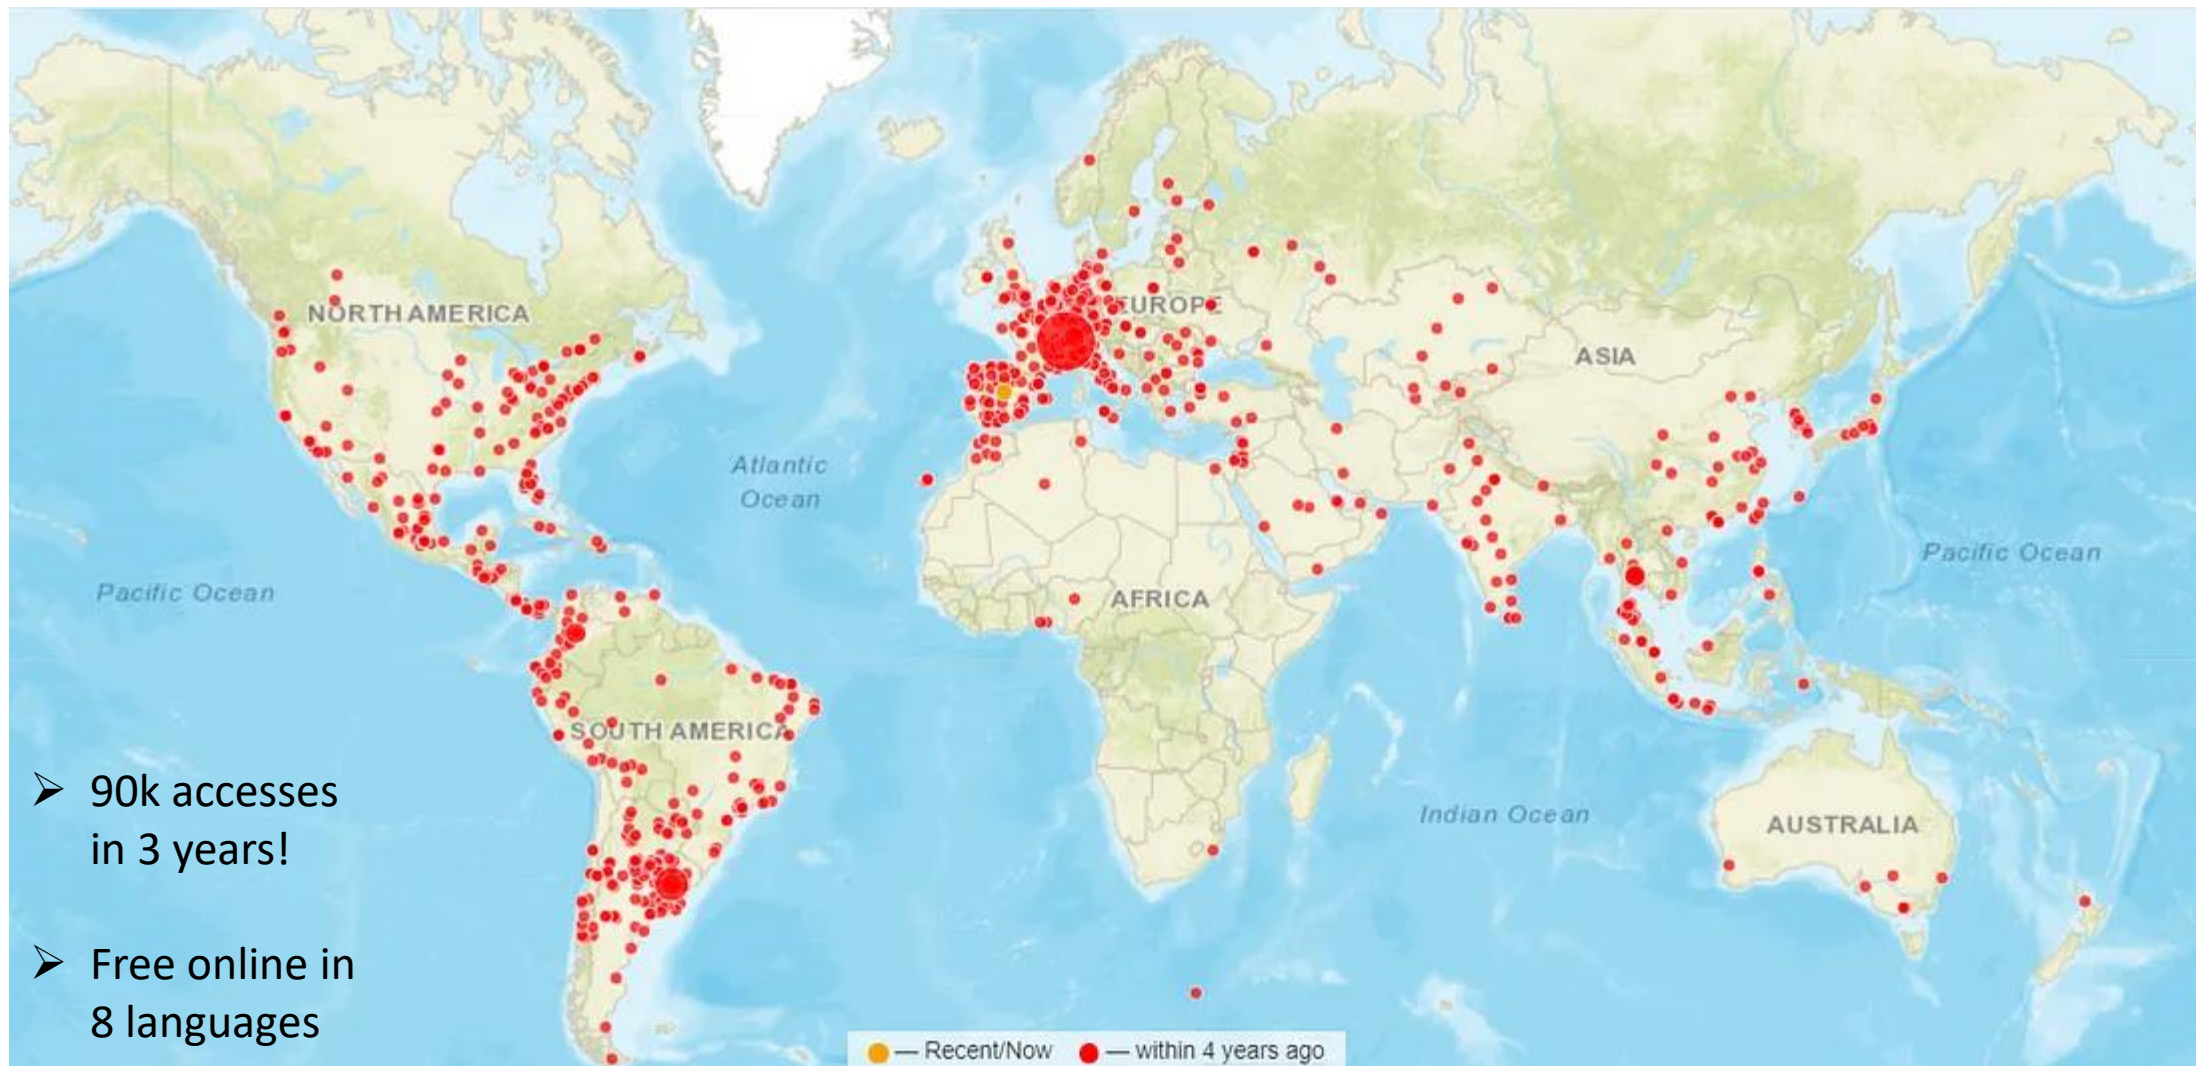 NORTH AMERICA
EUROPE
ASIA
Atlantic
Ocean
Pacific Ocean
Pacific Ocean
AFRICA
SOUTH AMERICA
Indian Ocean
AUSTRALIA
➢ 90k accesses
in 3 years!
➢ Free online in
8 languages
— Recent/Now — within 4 years ago